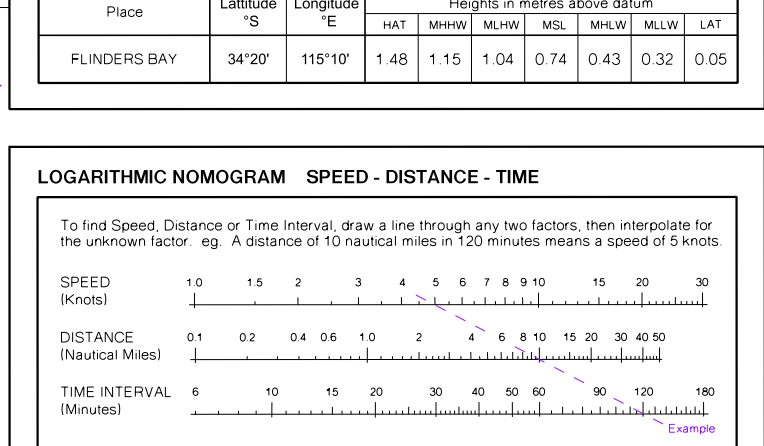 Place Lattitude Longitude Heights in metres above datum
°S °E HAT MHHW MLHW MSL MHLW MLLW LAT
FLINDERS BAY 34°20' 115°10' 1.48 1.15 1.04 0.74 0.43 0.32 0.05
LOGARITHMIC NOMOGRAM SPEED - DISTANCE - TIME
To find Speed, Distance or Time Interval, draw a line through any two factors, then interpolate for
the unknown factor. eg. A distance of 10 nautical miles in 120 minutes means a speed of 5 knots.
SPEED 1.0 1.5 2 3 4 5 6 7 8 9 10 15 20 30
(Knots)
DISTANCE 0.1 0.2 0.4 0.6 1.0 2 4 6 8 10 15 20 30 40 50
(Nautical Miles)
TIME INTERVAL 6 10 15 20 30 40 50 60 90 120 180
(Minutes)
Example